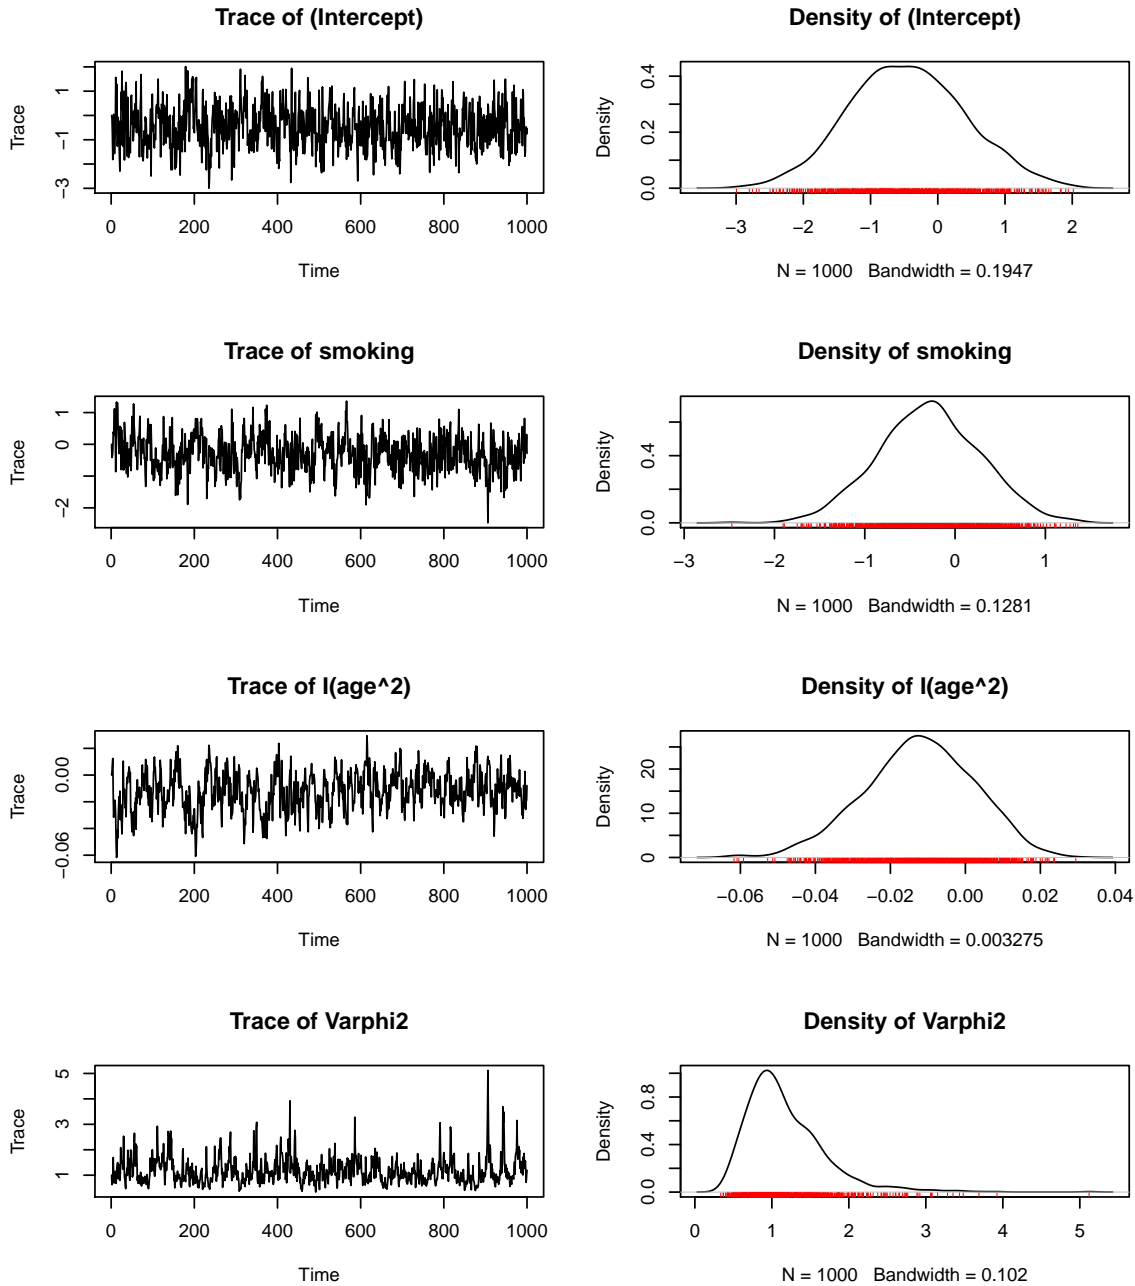 Trace of (Intercept)
Trace
1
−1
−3
0 200 400 600 800 1000
Time
Density of (Intercept)
Density
0.4
0.2
0.0
−3 −2 −1 0 1 2
N = 1000 Bandwidth = 0.1947
Trace of smoking
Trace
1
0
−2
0 200 400 600 800 1000
Time
Density of smoking
Density
0.4
0.0
−3 −2 −1 0 1
N = 1000 Bandwidth = 0.1281
Trace of I(age^2)
Trace
0.00
−0.06
0 200 400 600 800 1000
Time
Density of I(age^2)
Density
20
10
0
−0.06 −0.04 −0.02 0.00 0.02 0.04
N = 1000 Bandwidth = 0.003275
Trace of Varphi2
Trace
5
3
1
0 200 400 600 800 1000
Time
Density of Varphi2
Density
0.8
0.4
0.0
0 1 2 3 4 5
N = 1000 Bandwidth = 0.102